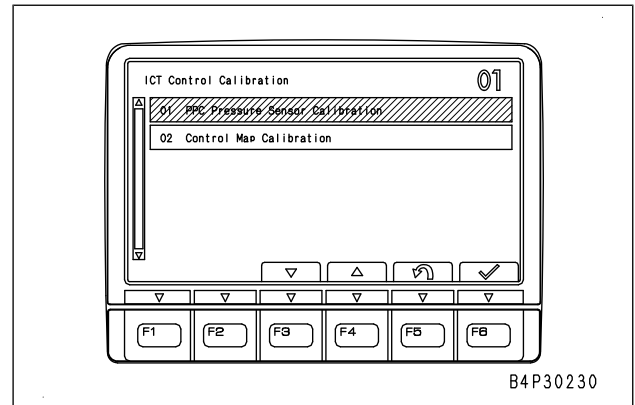 ICT Control Calibration 01
01 PPC Pressure Sensor Calibration
02 Control Map Calibration
F1 F2 F3 F4 F5 F6
B4P30230